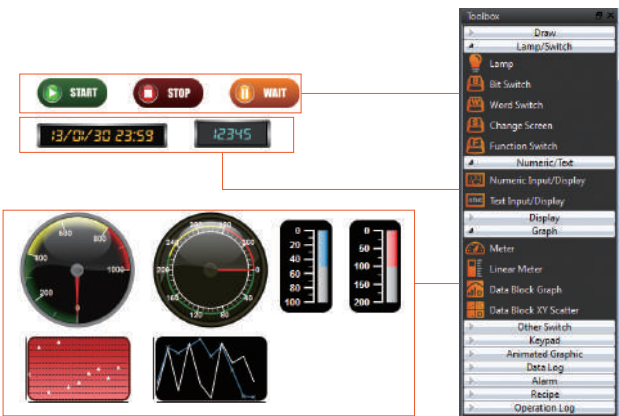 Toolbox
Draw
Lamp/Switch
Lamp
Bit Switch
Word Switch
Change Screen
Function Switch
Numeric/Text
Numeric Input/Display
Text Input/Display
Display
Graph
Meter
Linear Meter
Data Block Graph
Data Block XY Scatter
Other Switch
Keypad
Animated Graphic
Data Log
Alarm
Recipe
Operation Log
START
STOP
WAIT
13/01/30 23:59
12345
0
200
400
600
800
1000
0
40
80
120
160
200
240
0
20
40
60
80
100
0
50
100
150
200